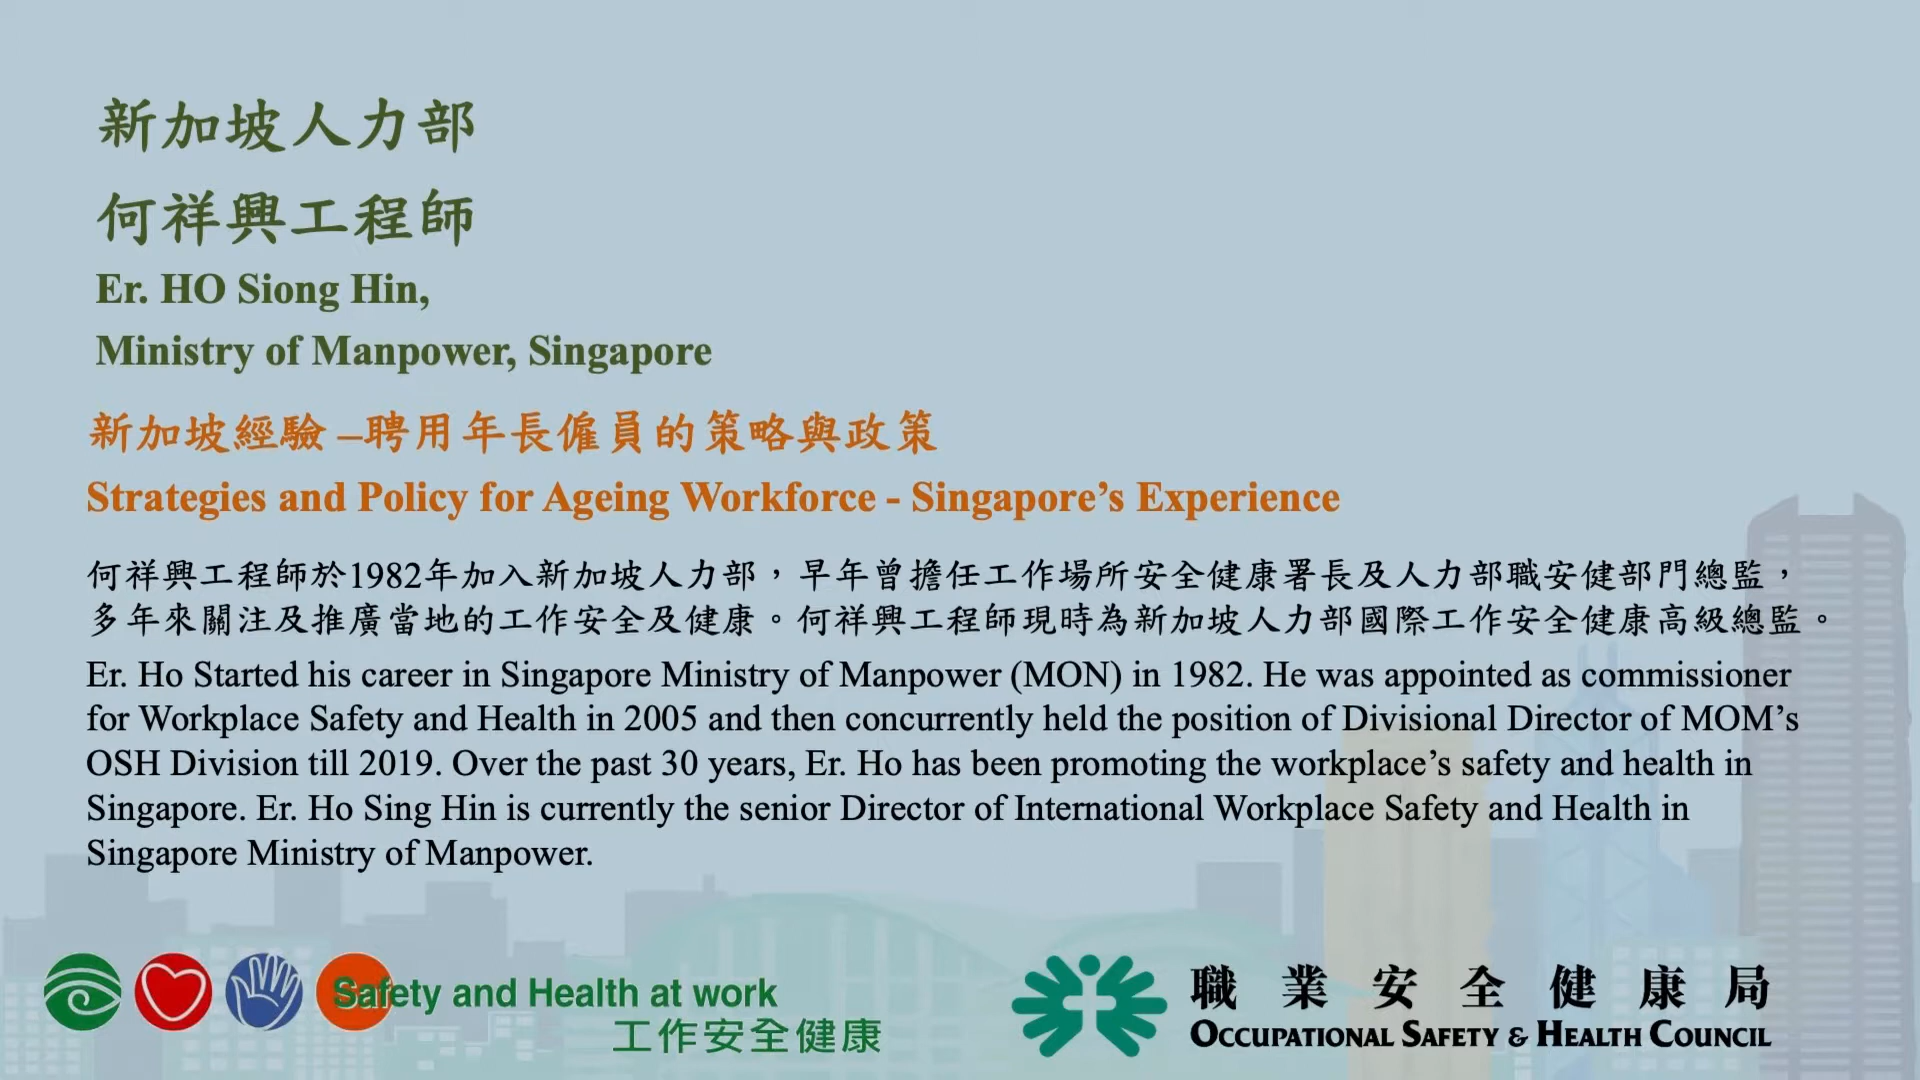 新加坡人力部
何祥興工程師
Er. HO Siong Hin,
Ministry of Manpower, Singapore
新加坡經驗 –聘用年長僱員的策略與政策
Strategies and Policy for Ageing Workforce - Singapore’s Experience
何祥興工程師於1982年加入新加坡人力部，早年曾擔任工作場所安全健康署長及人力部職安健部門總監，
多年來關注及推廣當地的工作安全及健康。何祥興工程師現時為新加坡人力部國際工作安全健康高級總監。
Er. Ho Started his career in Singapore Ministry of Manpower (MON) in 1982. He was appointed as commissioner
for Workplace Safety and Health in 2005 and then concurrently held the position of Divisional Director of MOM’s
OSH Division till 2019. Over the past 30 years, Er. Ho has been promoting the workplace’s safety and health in
Singapore. Er. Ho Sing Hin is currently the senior Director of International Workplace Safety and Health in
Singapore Ministry of Manpower.
Safety and Health at work
工作安全健康
職業安全健康局
OCCUPATIONAL SAFETY & HEALTH COUNCIL